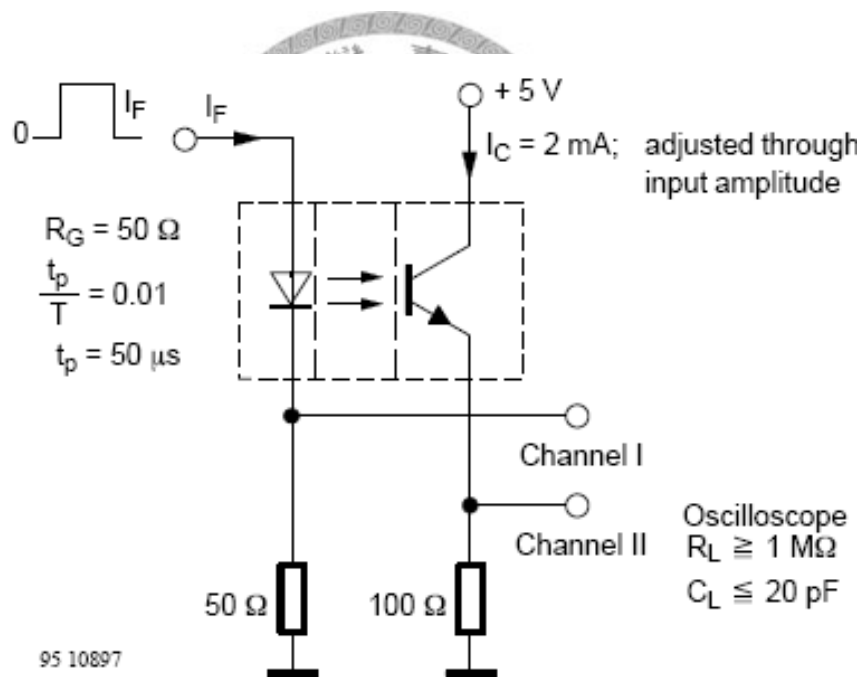 0
I_F
I_F
+ 5 V
I_C = 2 mA; adjusted through
input amplitude
R_G = 50 Ω
t_p
T
= 0.01
t_p = 50 μs
Channel I
Channel II
Oscilloscope
R_L ≧ 1 MΩ
C_L ≦ 20 pF
50 Ω
100 Ω
95 10897